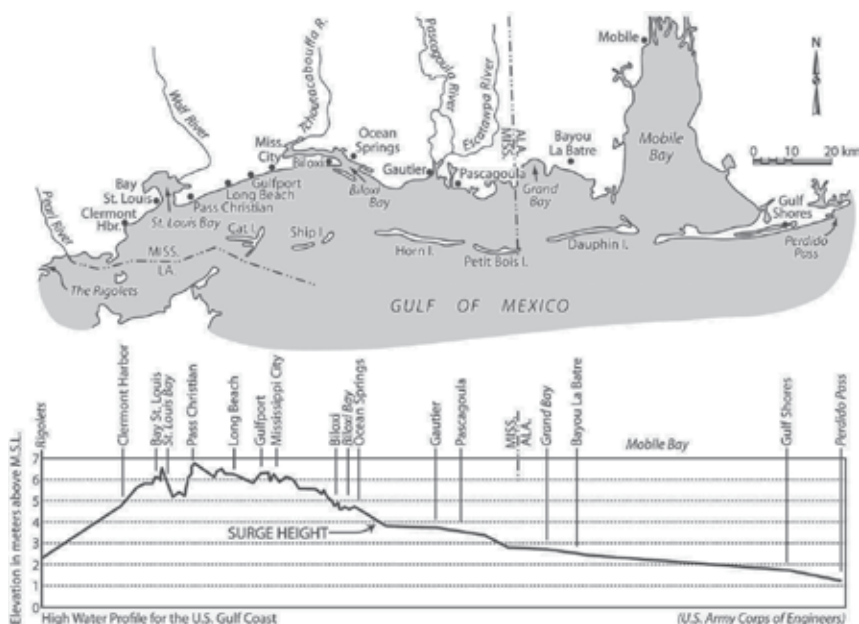 Tchoutacabouffa R.
Pascagoula River
Escatawpa River
Wolf River
Mobile
N
S
ALA.
MISS.
Miss.
City
Ocean
Springs
Biloxi
Biloxi
Bay
Bayou
La Batre
Mobile
Bay
0 10 20 km
Bay
St. Louis
Gautier
Pascagoula
Grand
Bay
Gulfport
Long Beach
Pass Christian
St. Louis Bay
Clermont
Hbr.
Pearl River
Gulf
Shores
Perdido
Pass
Cat I.
Ship I.
Horn I.
Petit Bois I.
Dauphin I.
MISS.
LA.
The Rigolets
GULF OF MEXICO
Rigolets
Clermont Harbor
Bay St. Louis
St. Louis Bay
Pass Christian
Long Beach
Gulfport
Mississippi City
Biloxi
Biloxi Bay
Ocean Springs
Gautier
Pascagoula
MISS.
ALA.
Grand Bay
Bayou La Batre
Mobile Bay
Gulf Shores
Perdido Pass
Elevation in meters above M.S.L.
7
6
5
4
3
2
1
0
SURGE HEIGHT
High Water Profile for the U.S. Gulf Coast
(U.S. Army Corps of Engineers)